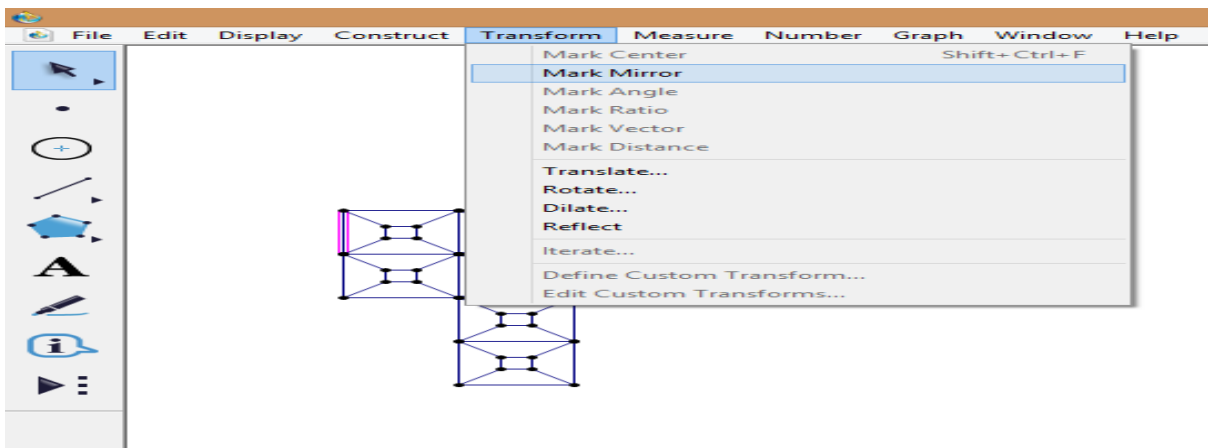 File Edit Display Construct Transform Measure Number Graph Window Help
Mark Center Shift+Ctrl+F
Mark Mirror
Mark Angle
Mark Ratio
Mark Vector
Mark Distance
Translate...
Rotate...
Dilate...
Reflect
Iterate...
Define Custom Transform...
Edit Custom Transforms...
A
i